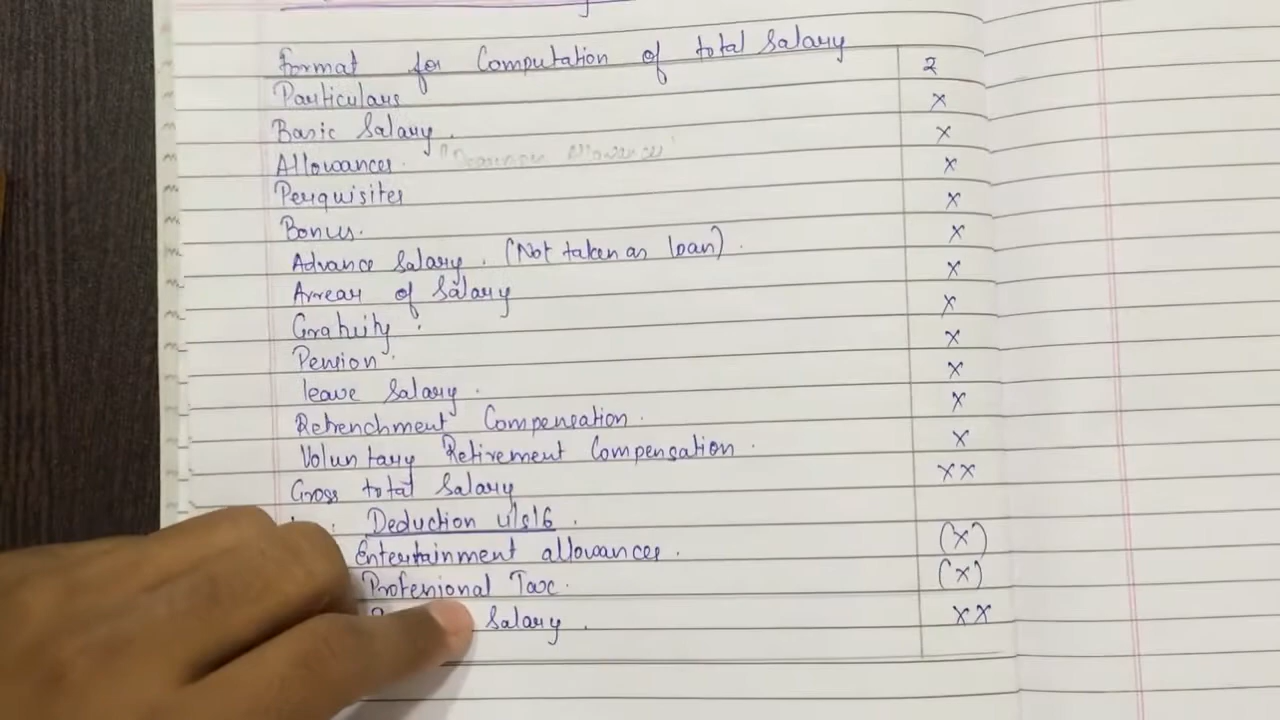 Format for Computation of total Salary
Particulars ₹
Basic Salary. x
Allowances. x
Perquisites x
Bonus. x
Advance Salary. (Not taken as loan). x
Arrear of Salary x
Gratuity. x
Pension. x
leave Salary. x
Retrenchment Compensation. x
Voluntary Retirement Compensation. x
Gross total Salary xx
Deduction u/s 16.
Entertainment allowances. (x)
Professional Tax. (x)
Salary. xx